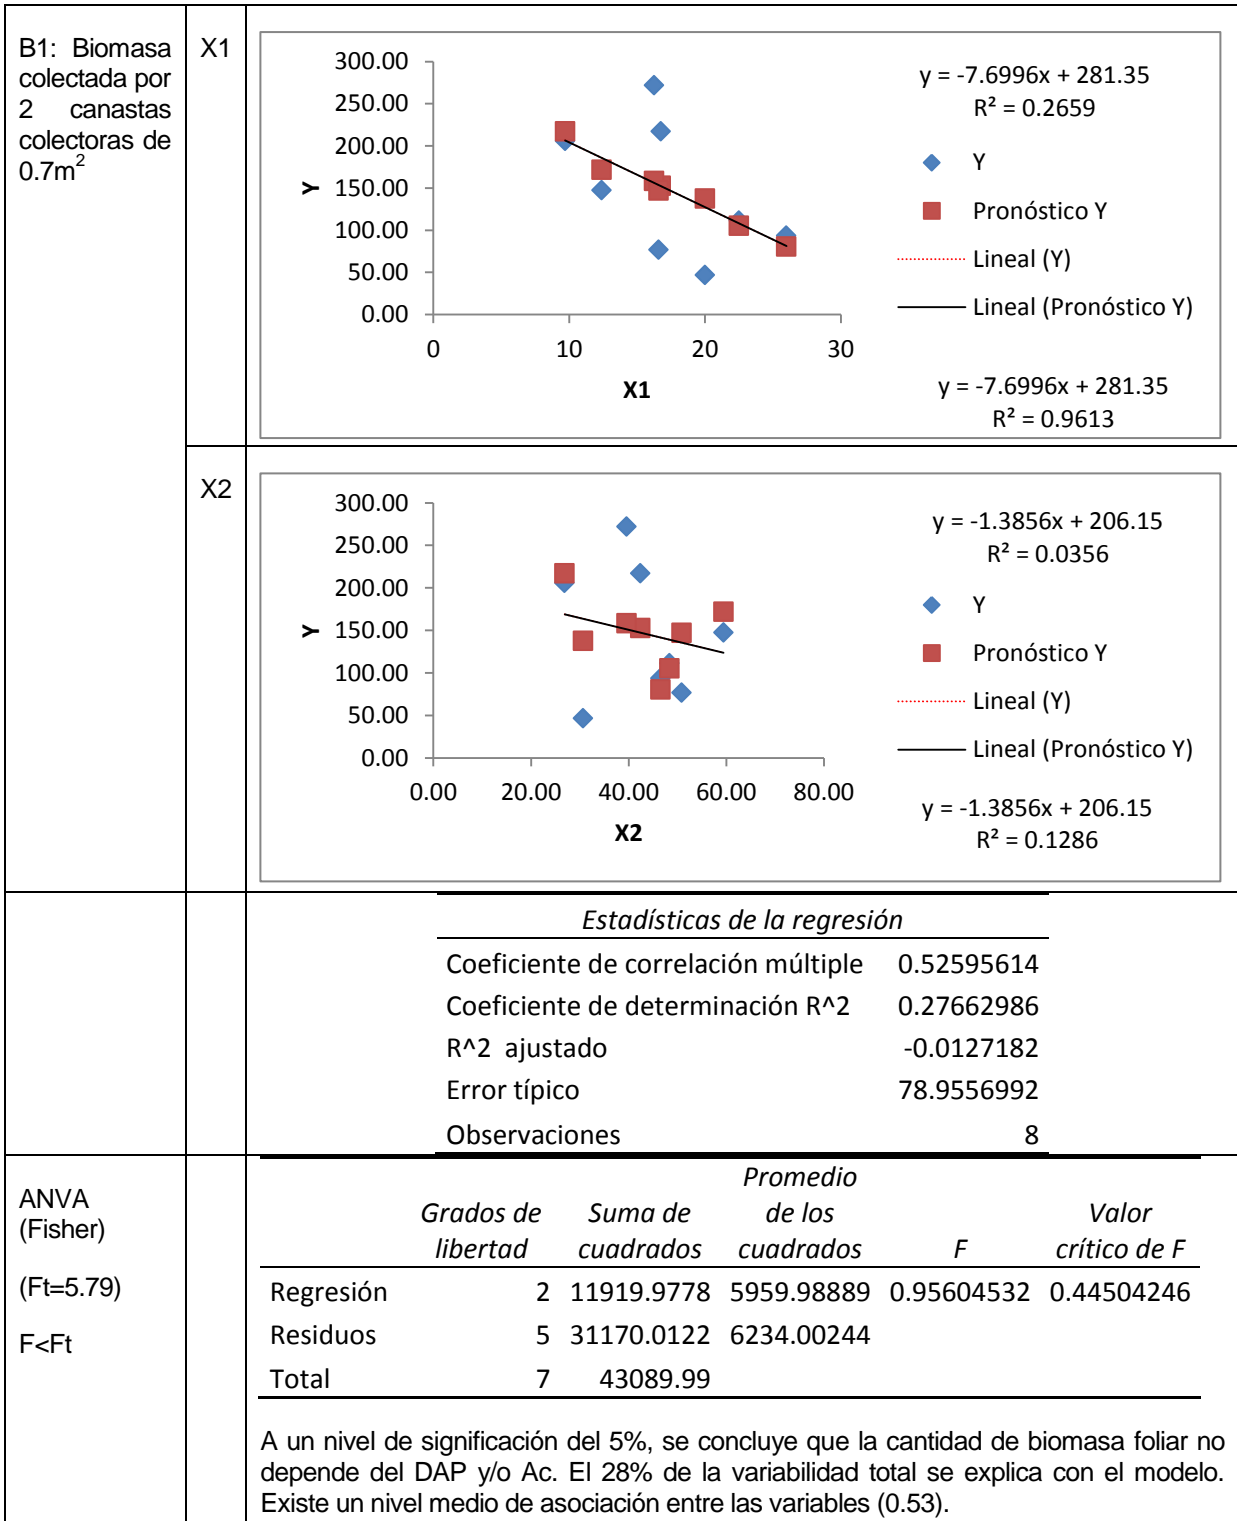 B1: Biomasa
colectada por
2 canastas
colectoras de
0.7m²
X1
300.00
250.00
200.00
150.00
100.00
50.00
0.00
Y
0 10 20 30
X1
y = -7.6996x + 281.35
R² = 0.2659
Y
Pronóstico Y
Lineal (Y)
Lineal (Pronóstico Y)
y = -7.6996x + 281.35
R² = 0.9613
X2
300.00
250.00
200.00
150.00
100.00
50.00
0.00
Y
0.00 20.00 40.00 60.00 80.00
X2
y = -1.3856x + 206.15
R² = 0.0356
Y
Pronóstico Y
Lineal (Y)
Lineal (Pronóstico Y)
y = -1.3856x + 206.15
R² = 0.1286
Estadísticas de la regresión
Coeficiente de correlación múltiple 0.52595614
Coeficiente de determinación R^2 0.27662986
R^2 ajustado -0.0127182
Error típico 78.9556992
Observaciones 8
ANVA
(Fisher)
(Ft=5.79)
F<Ft
Promedio
Grados de Suma de de los Valor
libertad cuadrados cuadrados F crítico de F
Regresión 2 11919.9778 5959.98889 0.95604532 0.44504246
Residuos 5 31170.0122 6234.00244
Total 7 43089.99
A un nivel de significación del 5%, se concluye que la cantidad de biomasa foliar no
depende del DAP y/o Ac. El 28% de la variabilidad total se explica con el modelo.
Existe un nivel medio de asociación entre las variables (0.53).